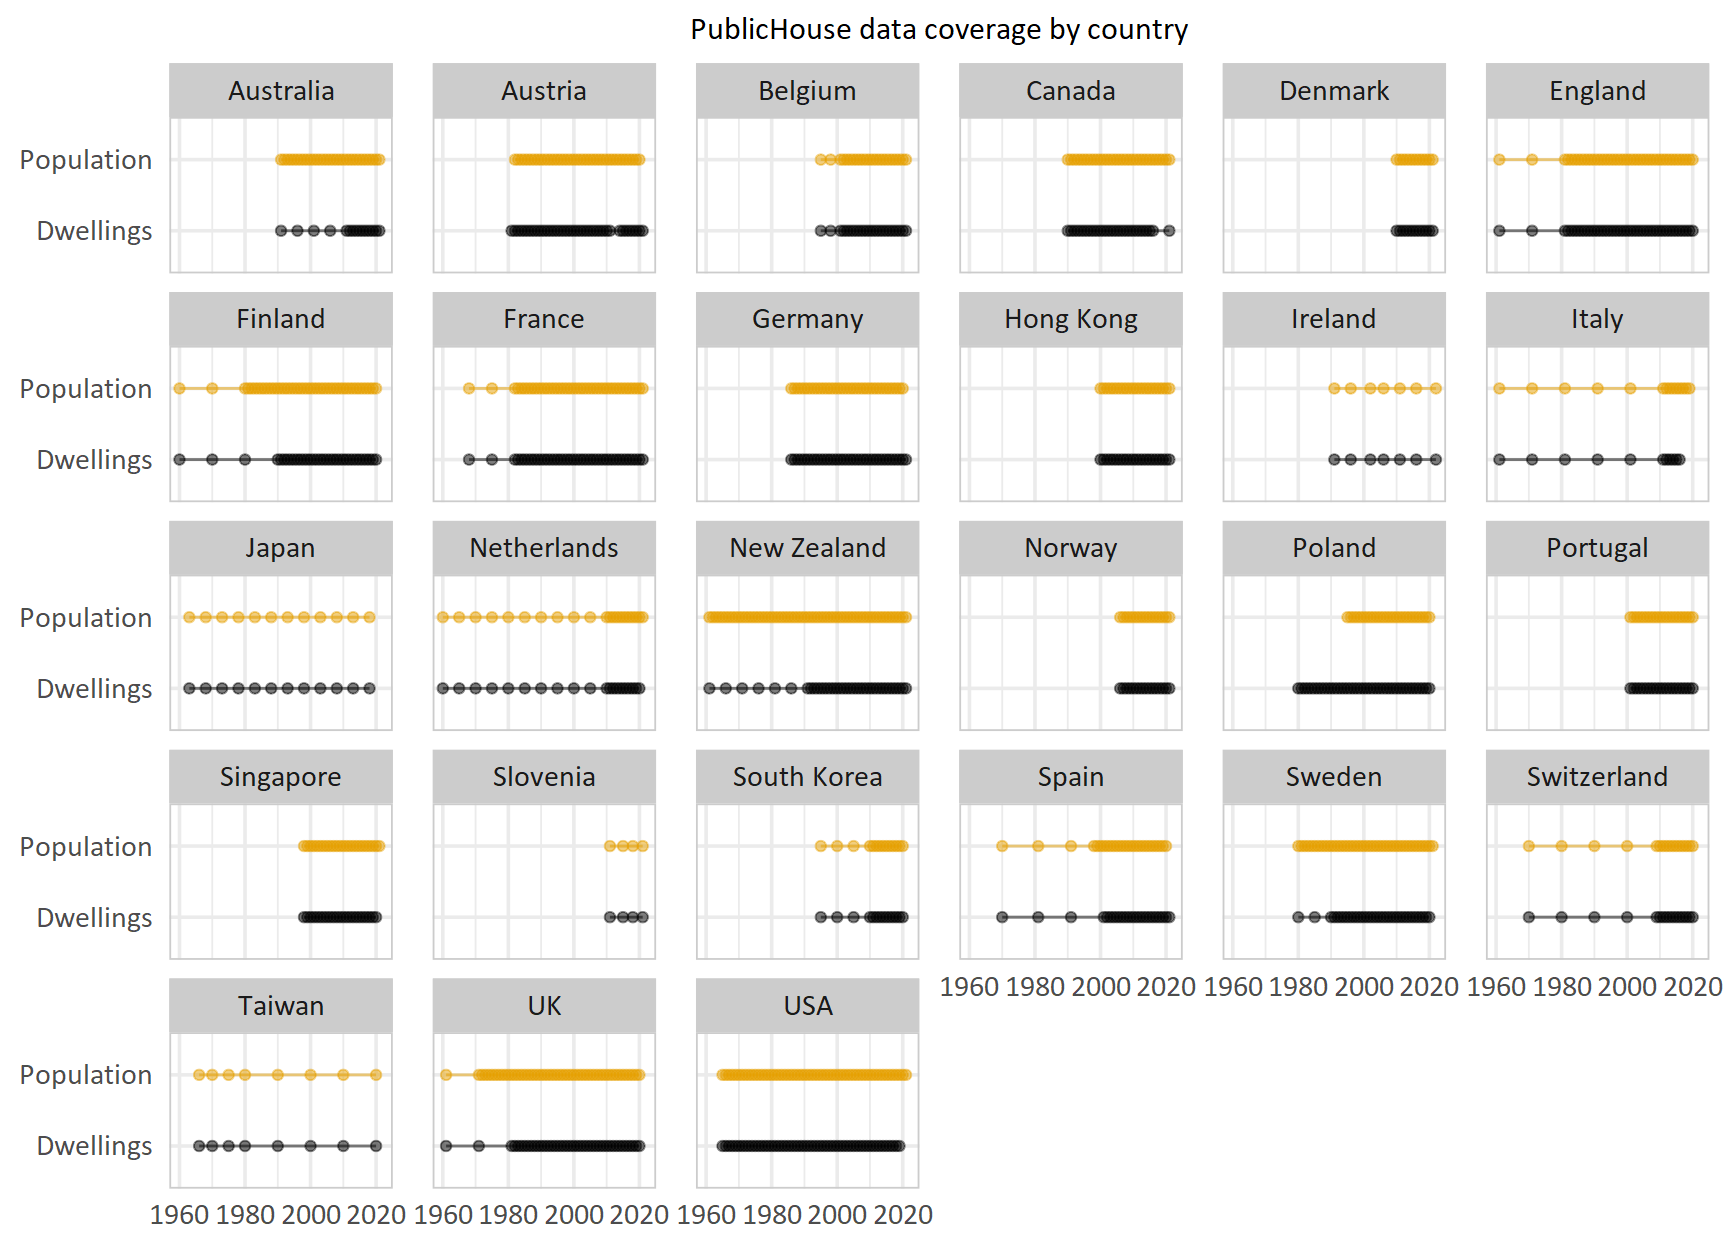 PublicHouse data coverage by country
Australia Austria Belgium Canada Denmark England
Population
Dwellings
Finland France Germany Hong Kong Ireland Italy
Population
Dwellings
Japan Netherlands New Zealand Norway Poland Portugal
Population
Dwellings
Singapore Slovenia South Korea Spain Sweden Switzerland
Population
Dwellings
1960 1980 2000 2020 1960 1980 2000 2020 1960 1980 2000 2020
Taiwan UK USA
Population
Dwellings
1960 1980 2000 2020 1960 1980 2000 2020 1960 1980 2000 2020